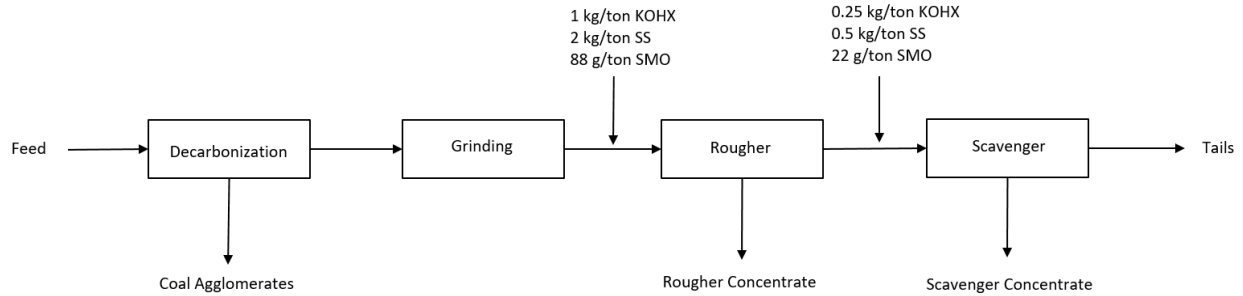 1 kg/ton KOHX
2 kg/ton SS
88 g/ton SMO
0.25 kg/ton KOHX
0.5 kg/ton SS
22 g/ton SMO
Feed
Decarbonization
Grinding
Rougher
Scavenger
Tails
Coal Agglomerates
Rougher Concentrate
Scavenger Concentrate